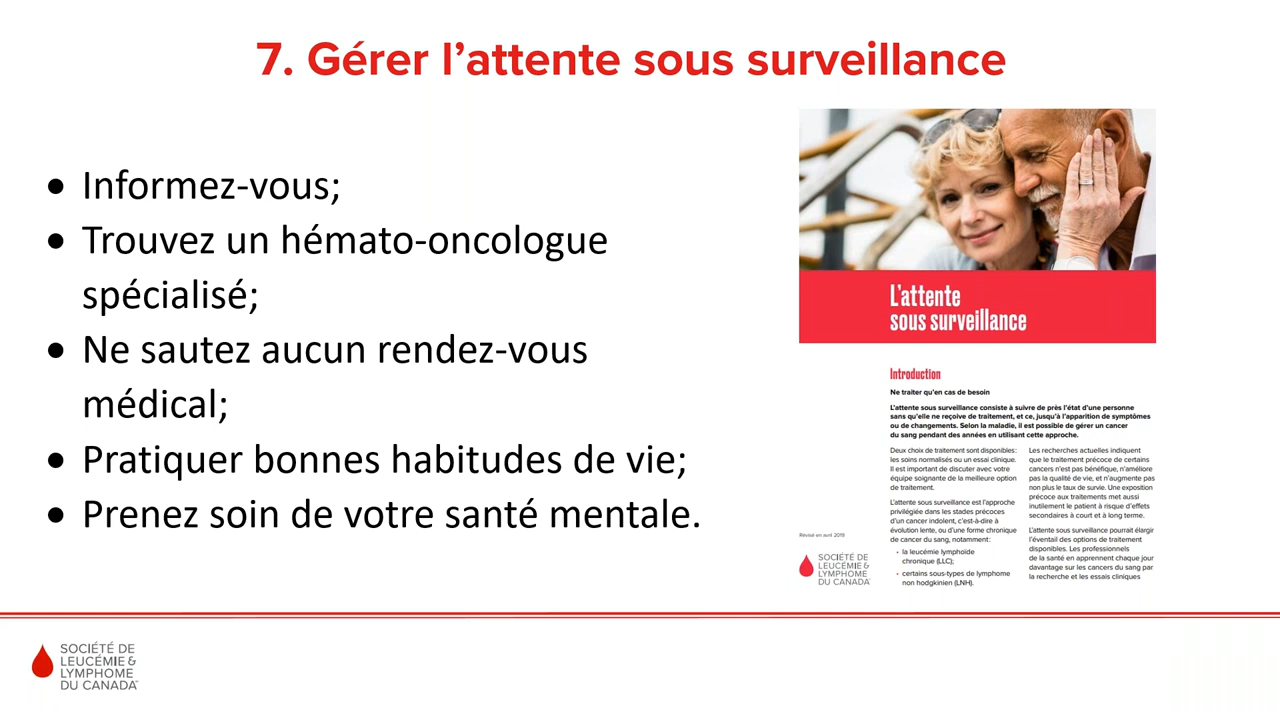 7. Gérer l’attente sous surveillance
• Informez-vous;
• Trouvez un hémato-oncologue
spécialisé;
• Ne sautez aucun rendez-vous
médical;
• Pratiquer bonnes habitudes de vie;
• Prenez soin de votre santé mentale.
L’attente
sous surveillance
Introduction
Ne traiter qu’en cas de besoin
L’attente sous surveillance consiste à suivre de près l’état d’une personne
sans qu’elle ne reçoive de traitement, et ce, jusqu’à l’apparition de symptômes
ou de changements. Selon la maladie, il est possible de gérer un cancer
du sang pendant des années en utilisant cette approche.
Deux choix de traitement sont disponibles:
les soins normalisés ou un essai clinique.
Il est important de discuter avec votre
équipe soignante de la meilleure option
de traitement.
L’attente sous surveillance est l’approche
privilégiée dans les stades précoces
d’un cancer indolent, c’est-à-dire à
évolution lente, ou d’une forme chronique
de cancer du sang, notamment:
• la leucémie lymphoïde
chronique (LLC);
• certains sous-types de lymphome
non hodgkinien (LNH).
Les recherches actuelles indiquent
que le traitement précoce de certains
cancers n’est pas bénéfique, n’améliore
pas la qualité de vie, et n’augmente pas
non plus le taux de survie. Une exposition
précoce aux traitements met aussi
inutilement le patient à risque d’effets
secondaires à court et à long terme.
L’attente sous surveillance pourrait élargir
l’éventail des options de traitement
disponibles. Les professionnels
de la santé en apprennent chaque jour
davantage sur les cancers du sang par
la recherche et les essais cliniques
Révisé en avril 2019
SOCIÉTÉ DE
LEUCÉMIE &
LYMPHOME
DU CANADA
SOCIÉTÉ DE
LEUCÉMIE &
LYMPHOME
DU CANADA